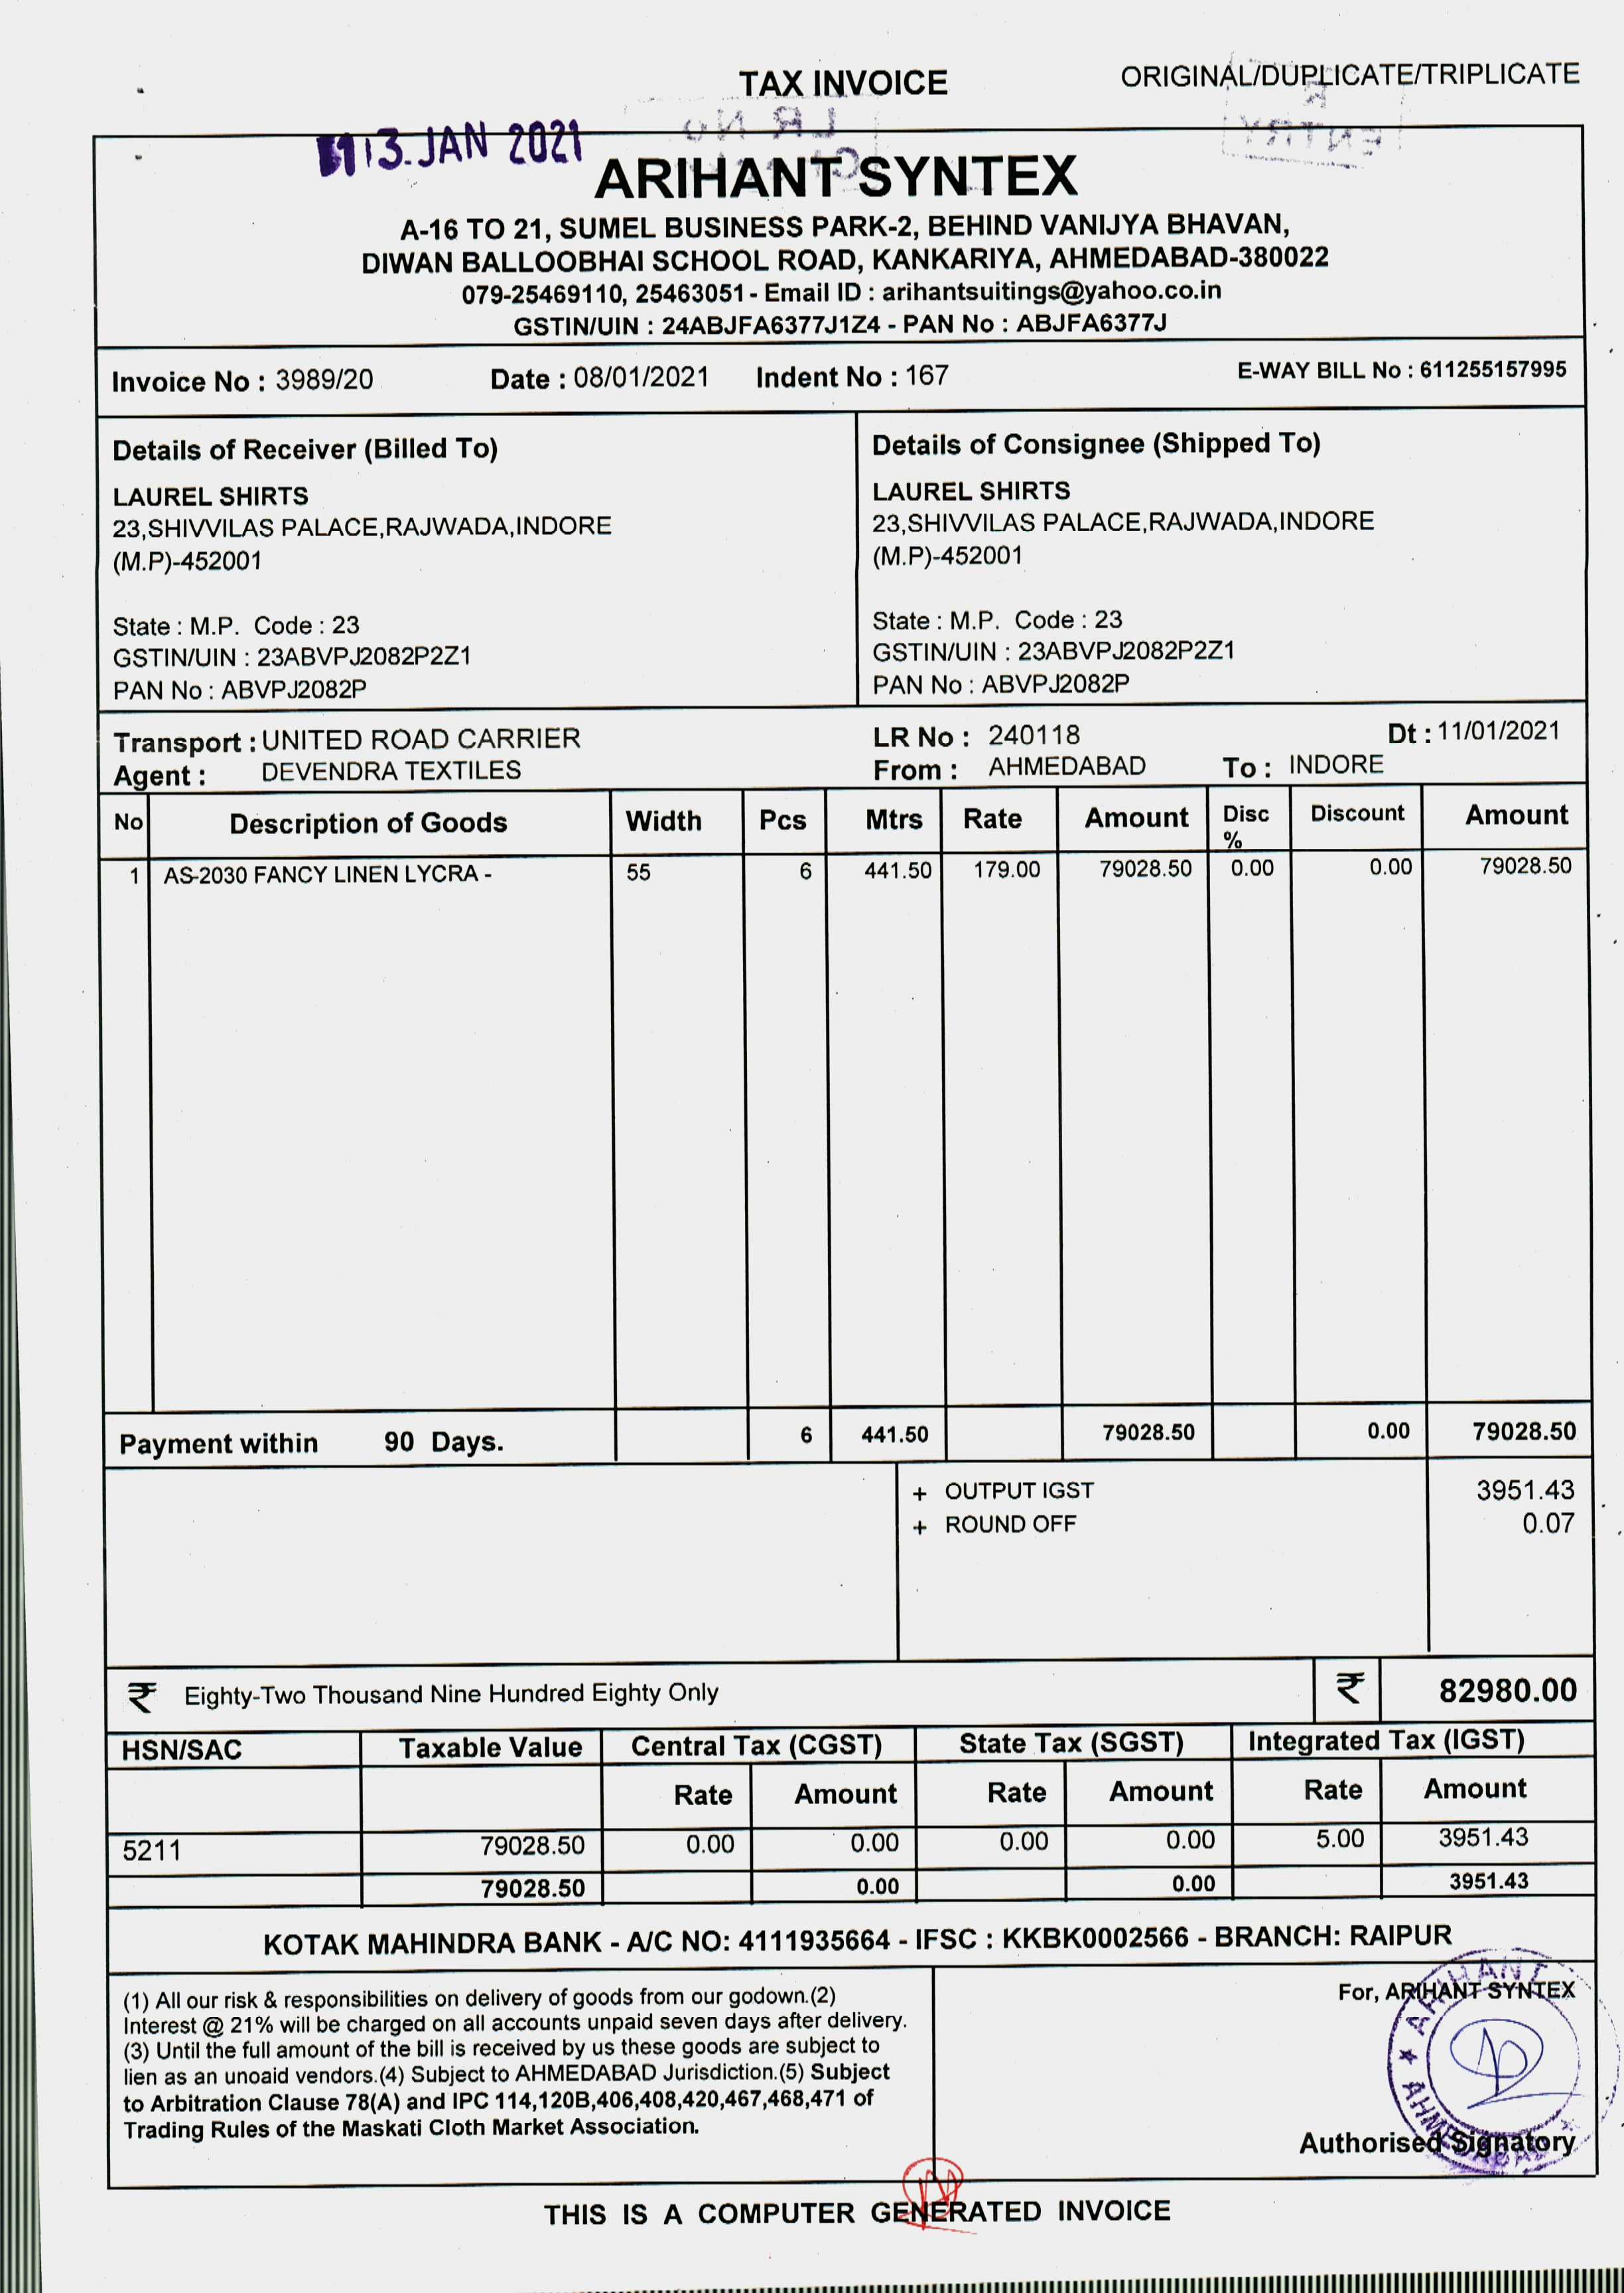 TAX INVOICE
ORIGINAL/DUPLICATE/TRIPLICATE
13 JAN 2021
ARIHANT SYNTEX
A-16 TO 21, SUMEL BUSINESS PARK-2, BEHIND VANIJYA BHAVAN,
DIWAN BALLOOBHAI SCHOOL ROAD, KANKARIYA, AHMEDABAD-380022
079-25469110, 25463051 - Email ID : arihantsuitings@yahoo.co.in
GSTIN/UIN : 24ABJFA6377J1Z4 - PAN No : ABJFA6377J
Invoice No : 3989/20 Date : 08/01/2021 Indent No : 167 E-WAY BILL No : 611255157995
Details of Receiver (Billed To)
LAUREL SHIRTS
23,SHIVVILAS PALACE,RAJWADA,INDORE
(M.P)-452001
State : M.P. Code : 23
GSTIN/UIN : 23ABVPJ2082P2Z1
PAN No : ABVPJ2082P
Details of Consignee (Shipped To)
LAUREL SHIRTS
23,SHIVVILAS PALACE,RAJWADA,INDORE
(M.P)-452001
State : M.P. Code : 23
GSTIN/UIN : 23ABVPJ2082P2Z1
PAN No : ABVPJ2082P
Transport : UNITED ROAD CARRIER LR No : 240118 Dt : 11/01/2021
Agent : DEVENDRA TEXTILES From : AHMEDABAD To : INDORE
No Description of Goods Width Pcs Mtrs Rate Amount Disc % Discount Amount
1 AS-2030 FANCY LINEN LYCRA - 55 6 441.50 179.00 79028.50 0.00 0.00 79028.50
Payment within 90 Days. 6 441.50 79028.50 0.00 79028.50
+ OUTPUT IGST 3951.43
+ ROUND OFF 0.07
₹ Eighty-Two Thousand Nine Hundred Eighty Only ₹ 82980.00
HSN/SAC Taxable Value Central Tax (CGST) State Tax (SGST) Integrated Tax (IGST)
Rate Amount Rate Amount Rate Amount
5211 79028.50 0.00 0.00 0.00 0.00 5.00 3951.43
79028.50 0.00 0.00 3951.43
KOTAK MAHINDRA BANK - A/C NO: 4111935664 - IFSC : KKBK0002566 - BRANCH: RAIPUR
(1) All our risk & responsibilities on delivery of goods from our godown.(2)
Interest @ 21% will be charged on all accounts unpaid seven days after delivery.
(3) Until the full amount of the bill is received by us these goods are subject to
lien as an unoaid vendors.(4) Subject to AHMEDABAD Jurisdiction.(5) Subject
to Arbitration Clause 78(A) and IPC 114,120B,406,408,420,467,468,471 of
Trading Rules of the Maskati Cloth Market Association.
For, ARIHANT SYNTEX
ARIHANT
AHMEDABAD
Authorised Signatory
THIS IS A COMPUTER GENERATED INVOICE